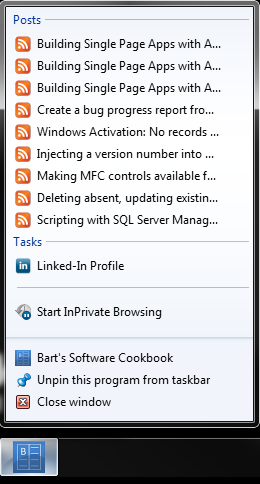 Posts
Building Single Page Apps with A...
Building Single Page Apps with A...
Building Single Page Apps with A...
Create a bug progress report fro...
Windows Activation: No records ...
Injecting a version number into ...
Making MFC controls available f...
Deleting absent, updating existin...
Scripting with SQL Server Manag...
Tasks
Linked-In Profile
Start InPrivate Browsing
Bart's Software Cookbook
Unpin this program from taskbar
Close window
B